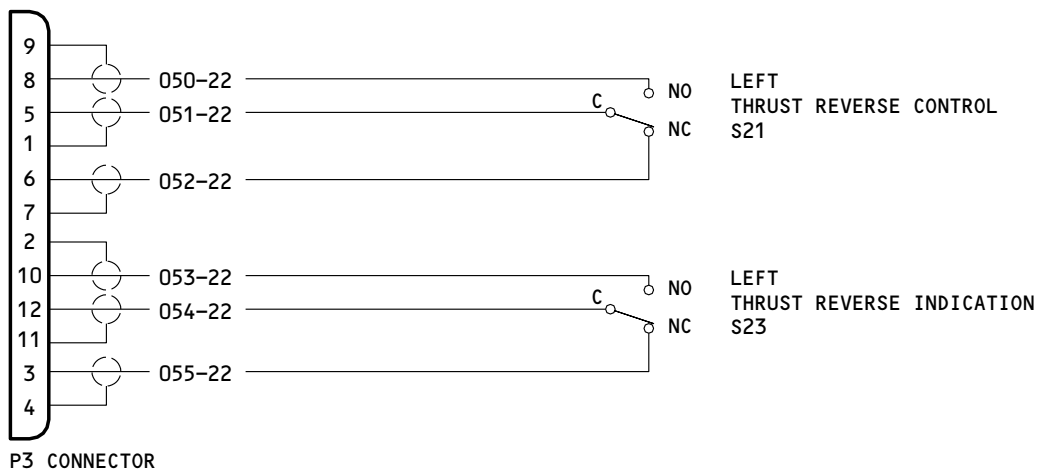 9
8 050-22 NO LEFT
5 051-22 C THRUST REVERSE CONTROL
1 NC S21
6 052-22
7
2
10 053-22 NO LEFT
12 054-22 C THRUST REVERSE INDICATION
11 NC S23
3 055-22
4
P3 CONNECTOR